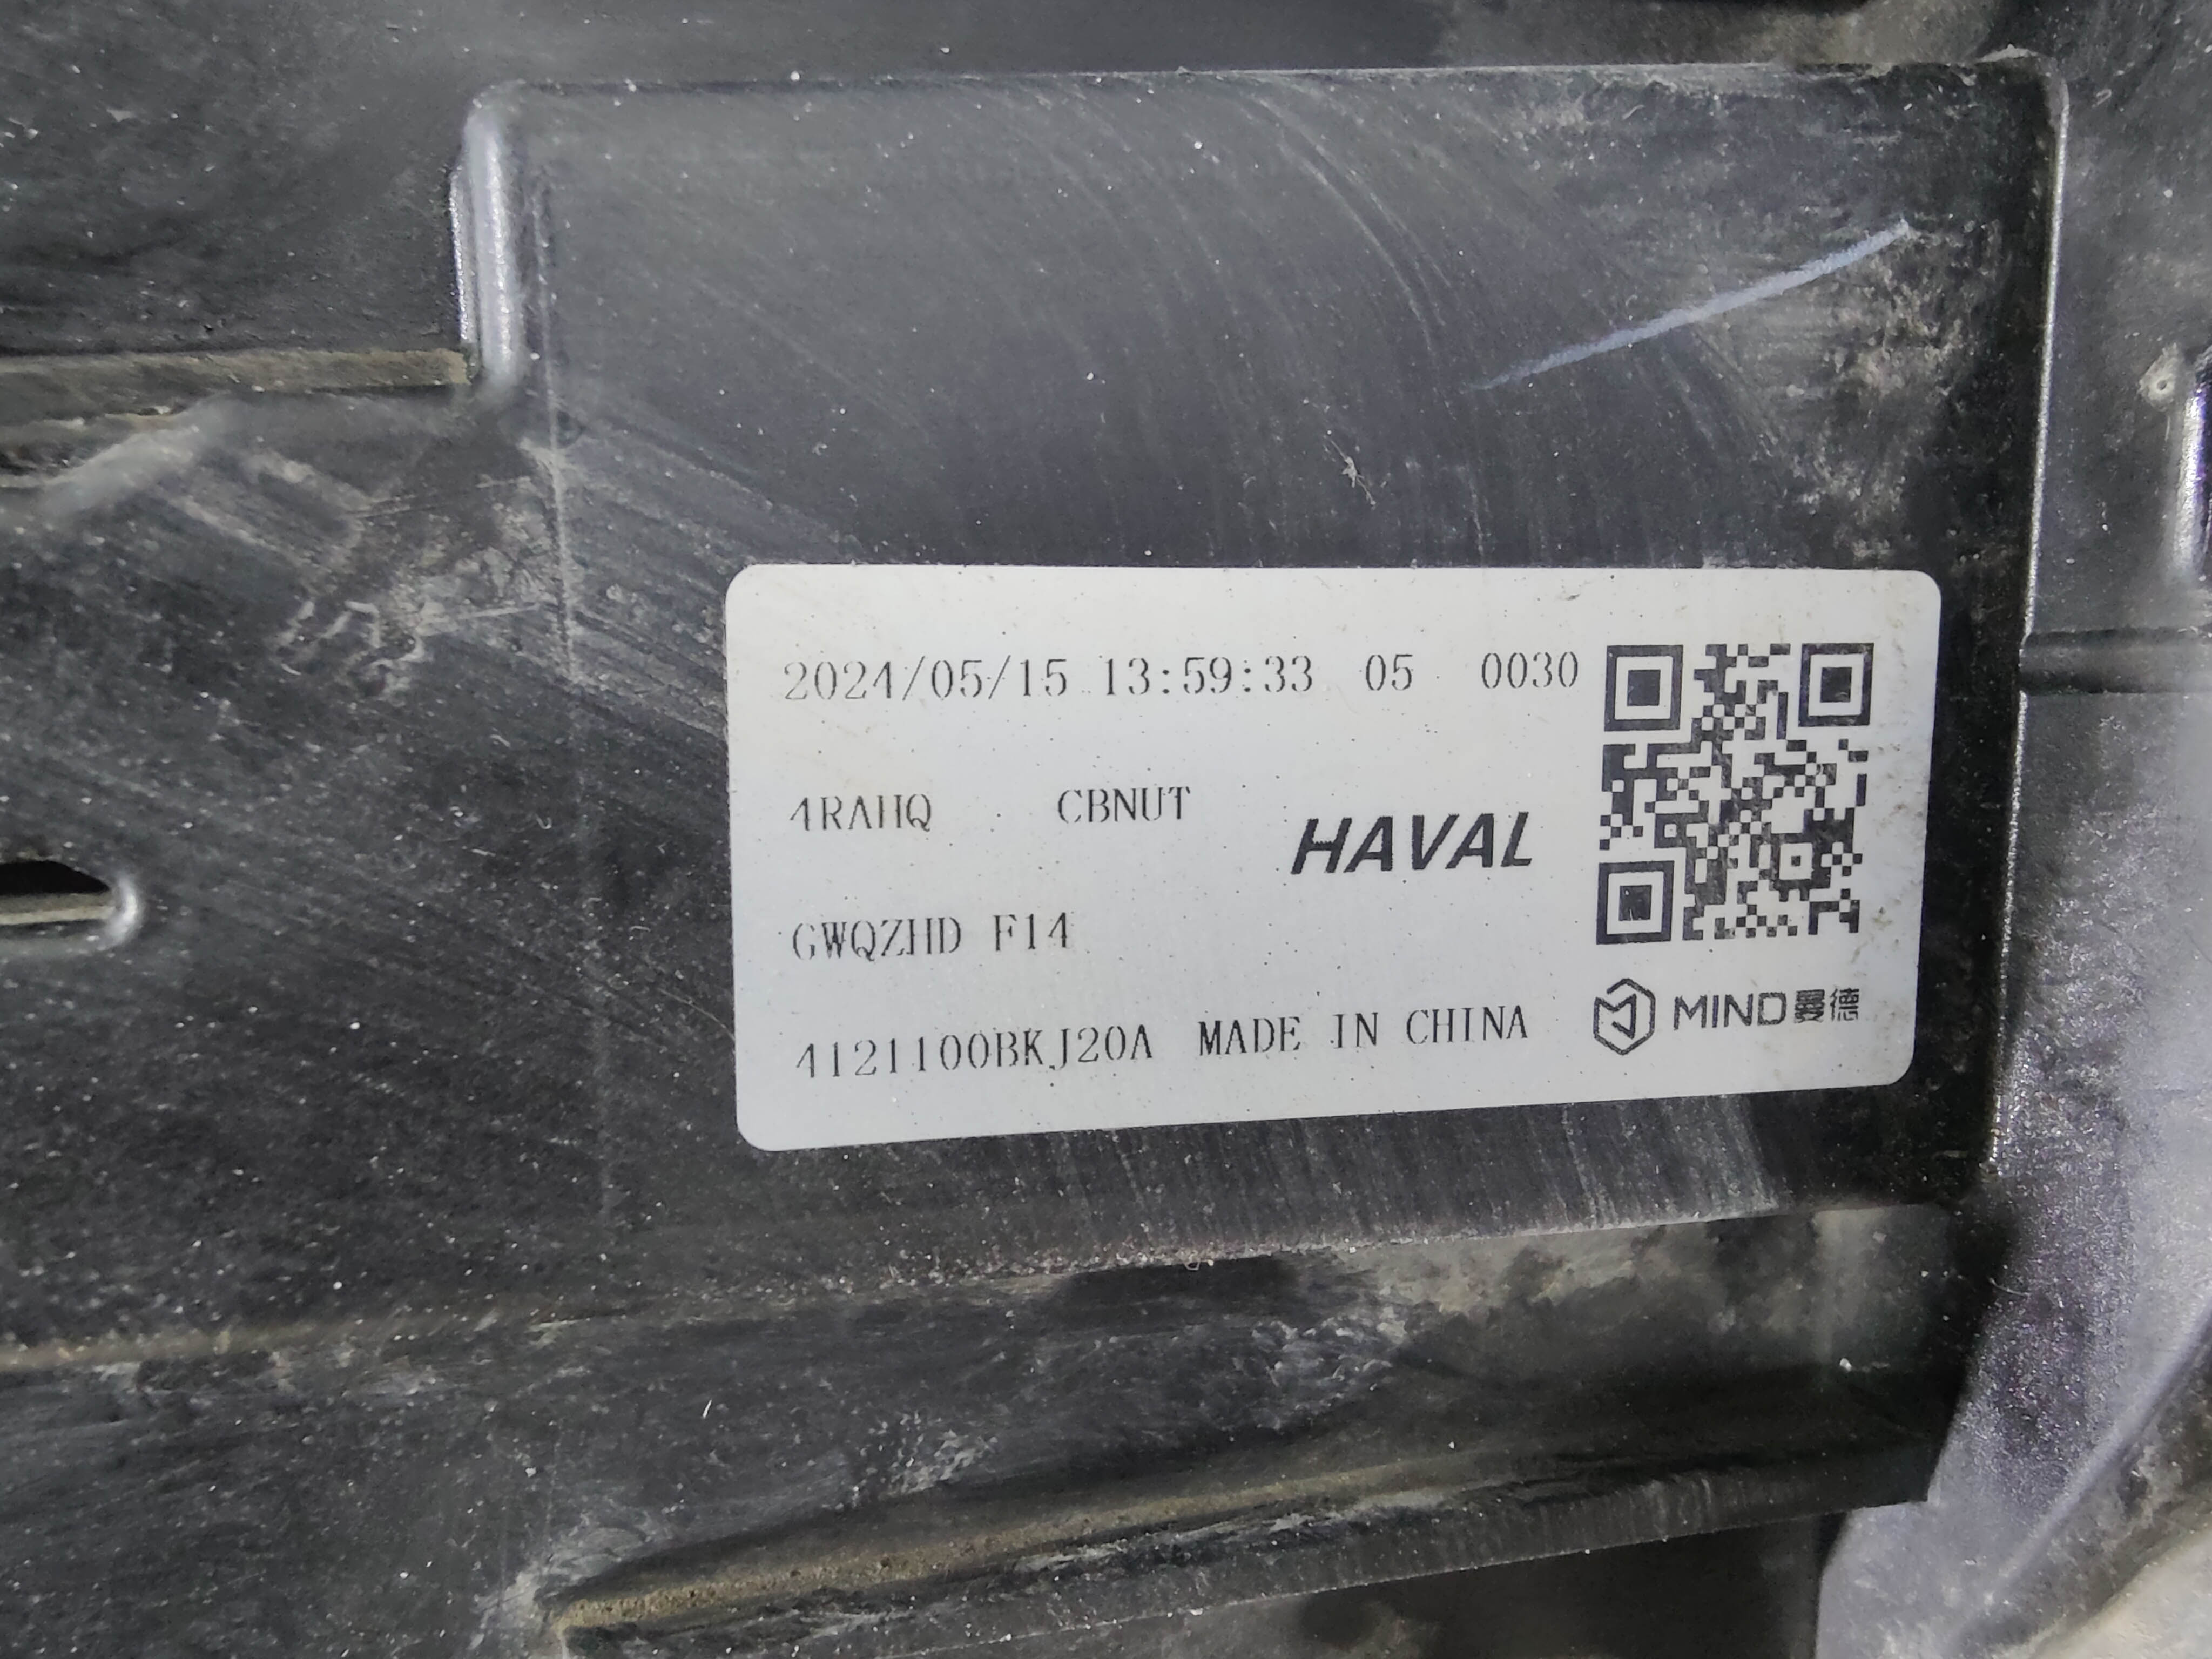 2024/05/15 13:59:33 05 0030
4RAHQ CBNUT
HAVAL
GWQZHD F14
4121100BKJ20A MADE IN CHINA
MIND曼德